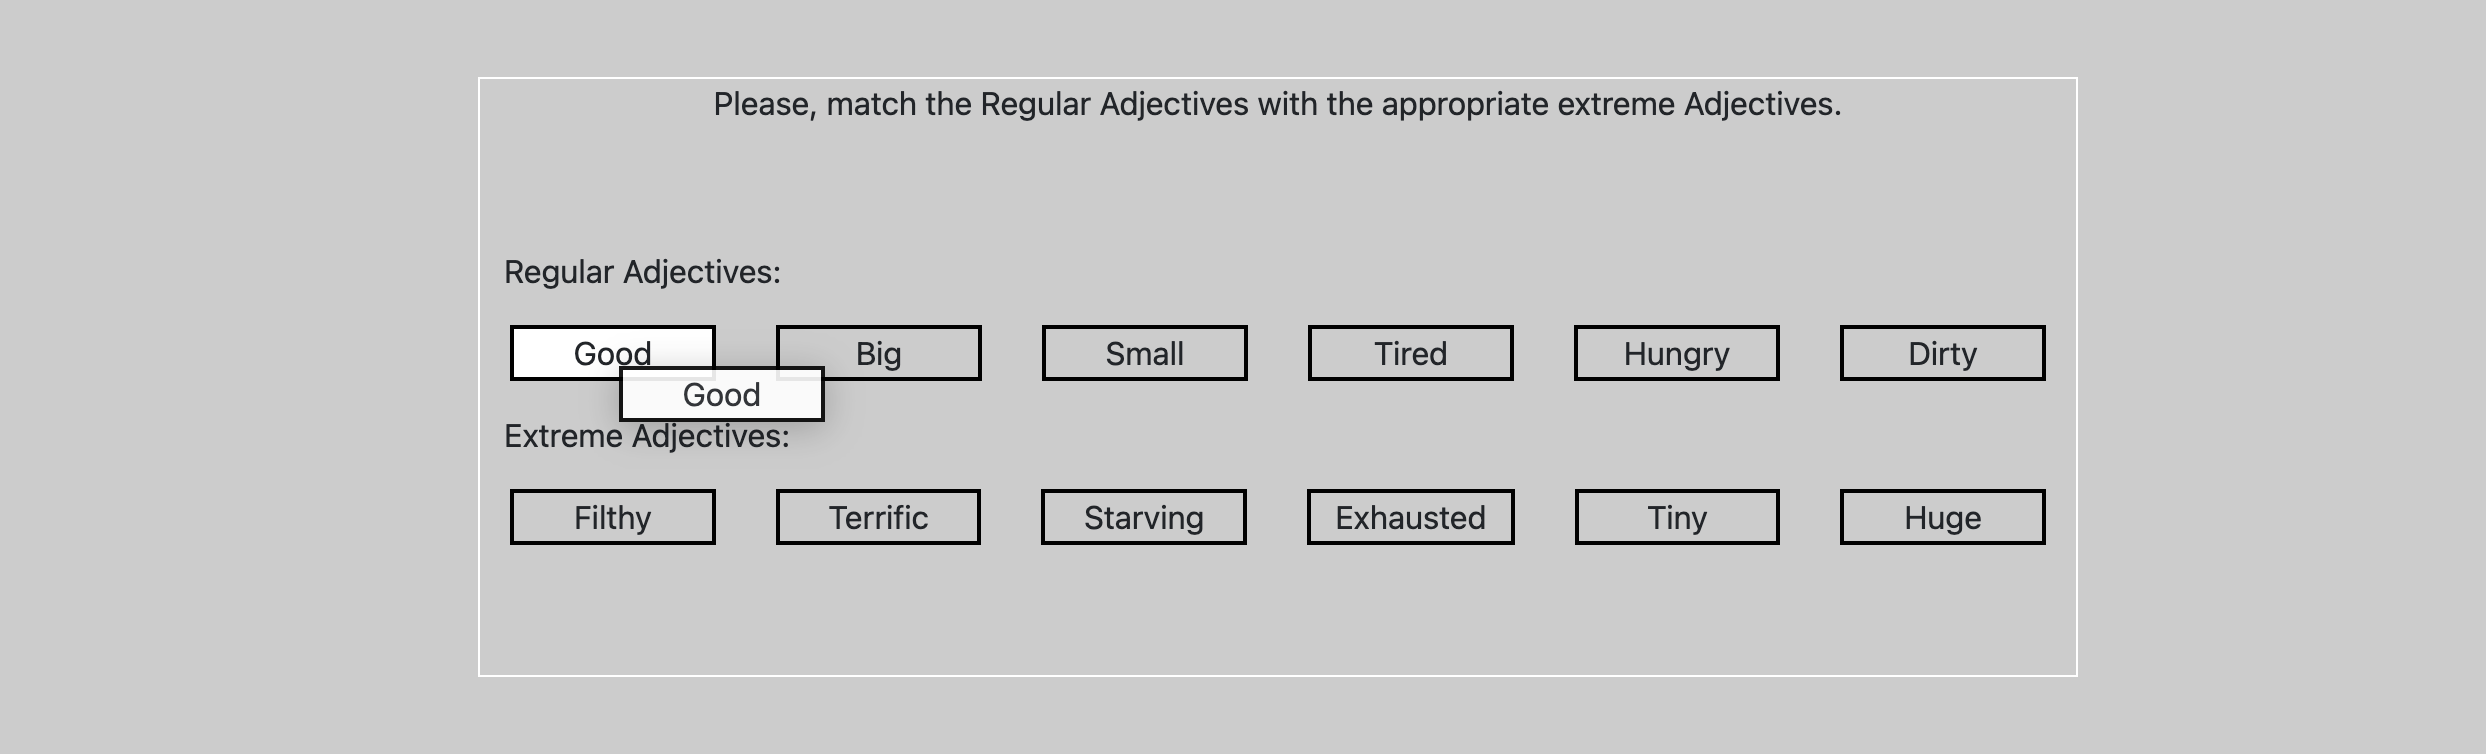 Please, match the Regular Adjectives with the appropriate extreme Adjectives.
Regular Adjectives:
Good Big Small Tired Hungry Dirty
Good
Extreme Adjectives:
Filthy Terrific Starving Exhausted Tiny Huge